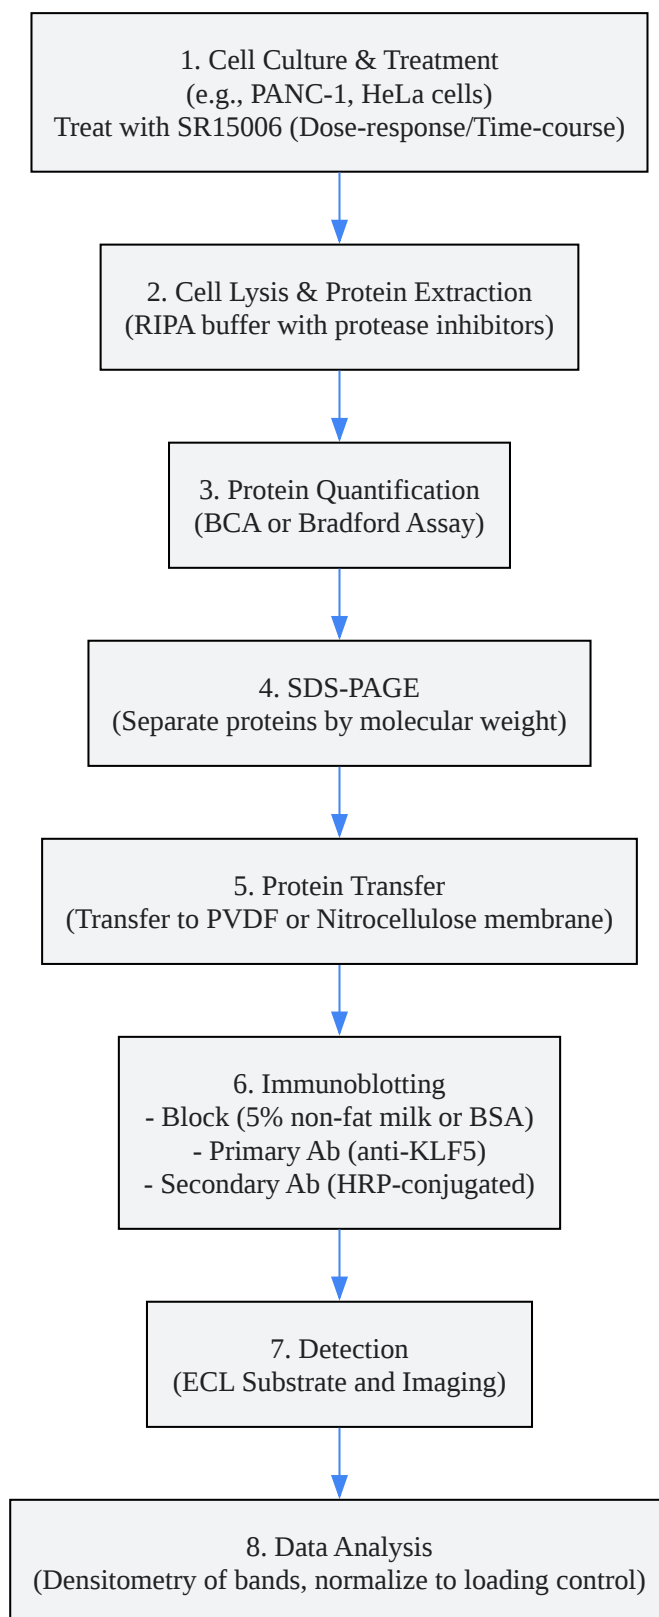 1. Cell Culture & Treatment
(e.g., PANC-1, HeLa cells)
Treat with SR15006 (Dose-response/Time-course)
2. Cell Lysis & Protein Extraction
(RIPA buffer with protease inhibitors)
3. Protein Quantification
(BCA or Bradford Assay)
4. SDS-PAGE
(Separate proteins by molecular weight)
5. Protein Transfer
(Transfer to PVDF or Nitrocellulose membrane)
6. Immunoblotting
- Block (5% non-fat milk or BSA)
- Primary Ab (anti-KLF5)
- Secondary Ab (HRP-conjugated)
7. Detection
(ECL Substrate and Imaging)
8. Data Analysis
(Densitometry of bands, normalize to loading control)